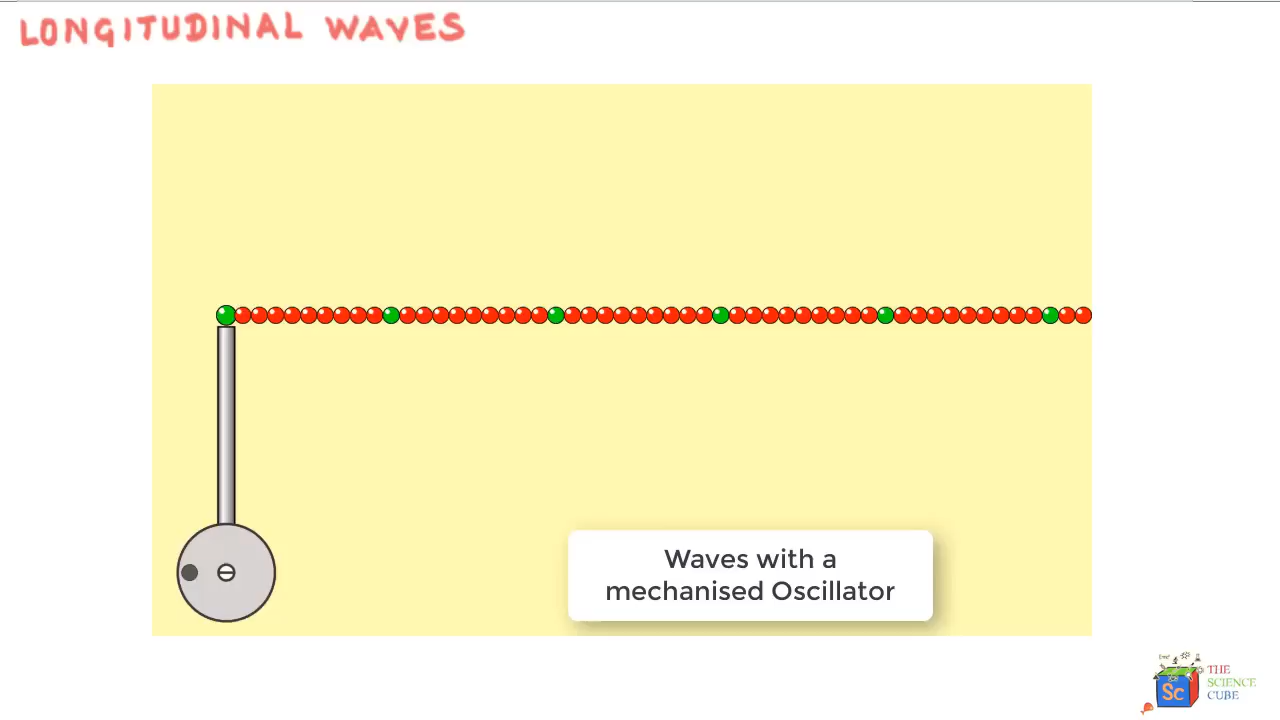 LONGITUDINAL WAVES
Waves with a
mechanised Oscillator
Sc
THE
SCIENCE
CUBE